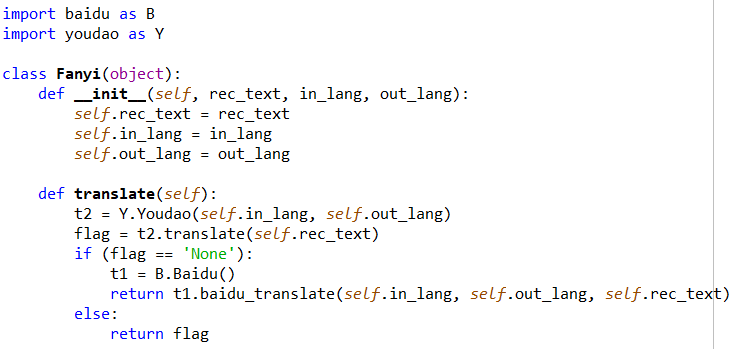 import baidu as B
import youdao as Y

class Fanyi(object):
    def __init__(self, rec_text, in_lang, out_lang):
        self.rec_text = rec_text
        self.in_lang = in_lang
        self.out_lang = out_lang

    def translate(self):
        t2 = Y.Youdao(self.in_lang, self.out_lang)
        flag = t2.translate(self.rec_text)
        if (flag == 'None'):
            t1 = B.Baidu()
            return t1.baidu_translate(self.in_lang, self.out_lang, self.rec_text)
        else:
            return flag